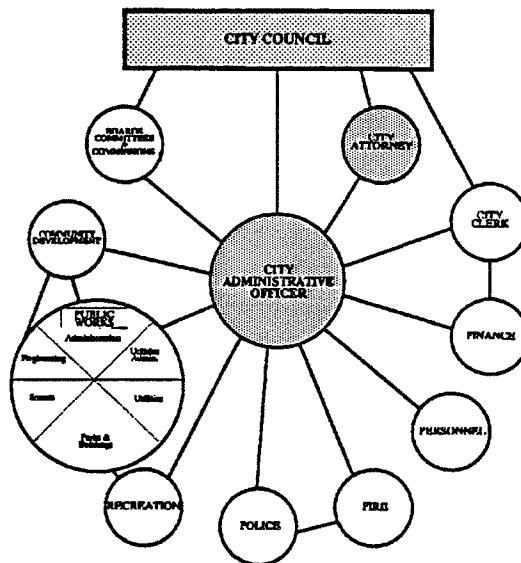 CITY COUNCIL
BOARDS
COMMITTEES
&
COMMISSIONS
CITY
ATTORNEY
COMMUNITY
DEVELOPMENT
CITY
CLERK
CITY
ADMINISTRATIVE
OFFICER
PUBLIC
WORKS
Administration
Engineering
Utilities
Streets
Utilities
Parks &
Buildings
FINANCE
PERSONNEL
RECREATION
POLICE
FIRE